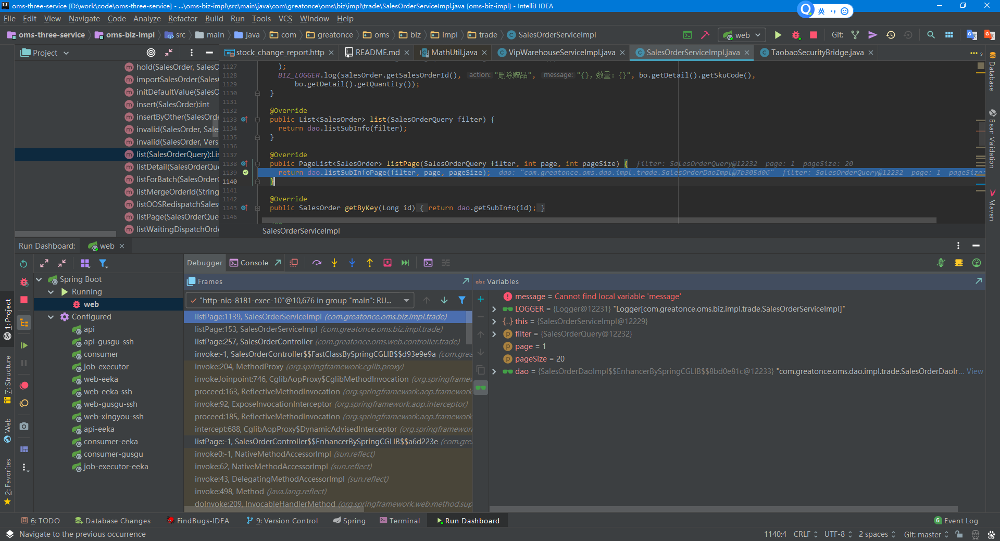 oms-three-service [D:\work\code\oms-three-service] - ...\oms-biz-impl\src\main\java\com\greatonce\oms\biz\impl\trade\SalesOrderServiceImpl.java [oms-biz-impl] - IntelliJ IDEA
英
File Edit View Navigate Code Analyze Refactor Build Run Tools VCS Window Help
oms-three-service oms-biz-impl src main java com greatonce oms biz impl trade SalesOrderServiceImpl
web
Git:
Project
stock_change_report.http README.md MathUtil.java VipWarehouseServiceImpl.java SalesOrderServiceImpl.java TaobaoSecurityBridge.java
9
hold(SalesOrder, SalesO
importSalesOrder(Sales
initDefaultValue(SalesO
insert(SalesOrder):int
insertByOther(SalesOrde
invalid(SalesOrder, Sale
invalid(SalesOrder, Vers
list(SalesOrderQuery):Lis
listDetail(SalesOrderQu
listForBatch(SalesOrder
listMergeOrderId(String
listOOSRedispatchSales
listPage(SalesOrderQue
listWaitingDispatchOrde
1127 );
1128 BIZ_LOGGER.log(salesOrder.getSalesOrderId(), action: "删除赠品", message: "{}，数量：{}", bo.getDetail().getSkuCode(),
1129 bo.getDetail().getQuantity());
1130 }
1131
1132 @Override
1133 public List<SalesOrder> list(SalesOrderQuery filter) {
1134 return dao.listSubInfo(filter);
1135 }
1136
1137 @Override
1138 public PageList<SalesOrder> listPage(SalesOrderQuery filter, int page, int pageSize) { filter: SalesOrderQuery@12232 page: 1 pageSize: 20
1139 return dao.listSubInfoPage(filter, page, pageSize); dao: "com.greatonce.oms.dao.impl.trade.SalesOrderDaoImpl@7b305d06" filter: SalesOrderQuery@12232 page: 1 pageSize:
1140 }
1141
1142 @Override
1143 public SalesOrder getByKey(Long id) { return dao.getSubInfo(id); }
1146
SalesOrderServiceImpl
Database
Bean Validation
Maven
Run Dashboard: web
Debugger Console
1: Project
Z: Structure
Web
2: Favorites
Spring Boot
Running
web
Configured
api
api-gusgu-ssh
consumer
job-executor
web-eeka
web-eeka-ssh
web-gusgu-ssh
web-xingyou-ssh
api-eeka
consumer-eeka
consumer-gusgu
job-executor-eeka
Frames
"http-nio-8181-exec-10"@10,676 in group "main": RU...
listPage:1139, SalesOrderServiceImpl (com.greatonce.oms.biz.impl.trade)
listPage:153, SalesOrderServiceImpl (com.greatonce.oms.biz.impl.trade)
listPage:257, SalesOrderController (com.greatonce.oms.web.controller.trade)
invoke:-1, SalesOrderController$$FastClassBySpringCGLIB$$d93e9e9a (com.grea
invoke:204, MethodProxy (org.springframework.cglib.proxy)
invokeJoinpoint:746, CglibAopProxy$CglibMethodInvocation (org.springframew
proceed:163, ReflectiveMethodInvocation (org.springframework.aop.framework
invoke:92, ExposeInvocationInterceptor (org.springframework.aop.interceptor)
proceed:185, ReflectiveMethodInvocation (org.springframework.aop.framework
intercept:688, CglibAopProxy$DynamicAdvisedInterceptor (org.springframewor
listPage:-1, SalesOrderController$$EnhancerBySpringCGLIB$$a6d223e (com.gre
invoke0:-1, NativeMethodAccessorImpl (sun.reflect)
invoke:62, NativeMethodAccessorImpl (sun.reflect)
invoke:43, DelegatingMethodAccessorImpl (sun.reflect)
invoke:498, Method (java.lang.reflect)
doInvoke:209, InvocableHandlerMethod (org.springframework.web.method.sup
abc Variables
message = Cannot find local variable 'message'
LOGGER = {Logger@12231} "Logger[com.greatonce.oms.biz.impl.trade.SalesOrderServiceImpl]"
{...} this = {SalesOrderServiceImpl@12229}
p filter = {SalesOrderQuery@12232}
p page = 1
p pageSize = 20
dao = {SalesOrderDaoImpl$$EnhancerBySpringCGLIB$$8bd0e81c@12233} "com.greatonce.oms.dao.impl.trade.SalesOrderDaoIr... View
6: TODO Database Changes FindBugs-IDEA 9: Version Control Spring Terminal Run Dashboard 6 Event Log
Navigate to the previous occurrence 1140:4 CRLF UTF-8 2 spaces Git: master